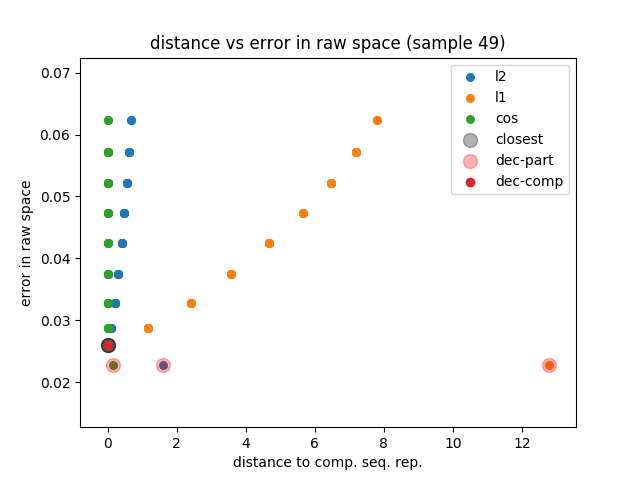 distance vs error in raw space (sample 49)
0.07
0.06
0.05
0.04
0.03
0.02
error in raw space
l2
l1
cos
closest
dec-part
dec-comp
0 2 4 6 8 10 12
distance to comp. seq. rep.